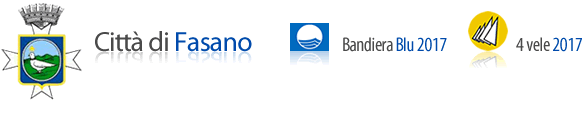 Città di Fasano
Bandiera Blu 2017
4 vele 2017